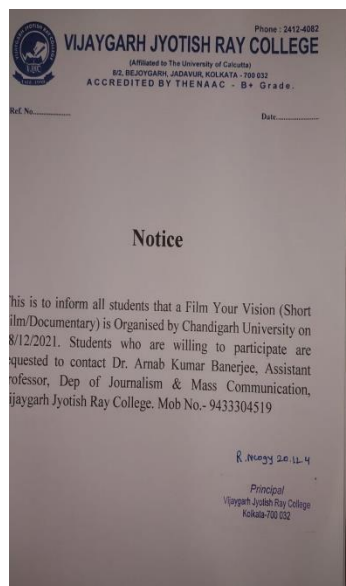 Phone : 2412-4082
VIJAYGARH JYOTISH RAY COLLEGE
(Affiliated to The University of Calcutta)
8/2, BEJOYGARH, JADAVUR, KOLKATA - 700 032
ACCREDITED BY THENAAC - B+ Grade.
Ref. No.
Date
Notice
his is to inform all students that a Film Your Vision (Short
ilm/Documentary) is Organised by Chandigarh University on
8/12/2021. Students who are willing to participate are
equested to contact Dr. Arnab Kumar Banerjee, Assistant
rofessor, Dep of Journalism & Mass Communication,
ijaygarh Jyotish Ray College. Mob No.- 9433304519
R. Neogy
Principal
Vijaygarh Jyotish Ray College
Kolkata-700 032